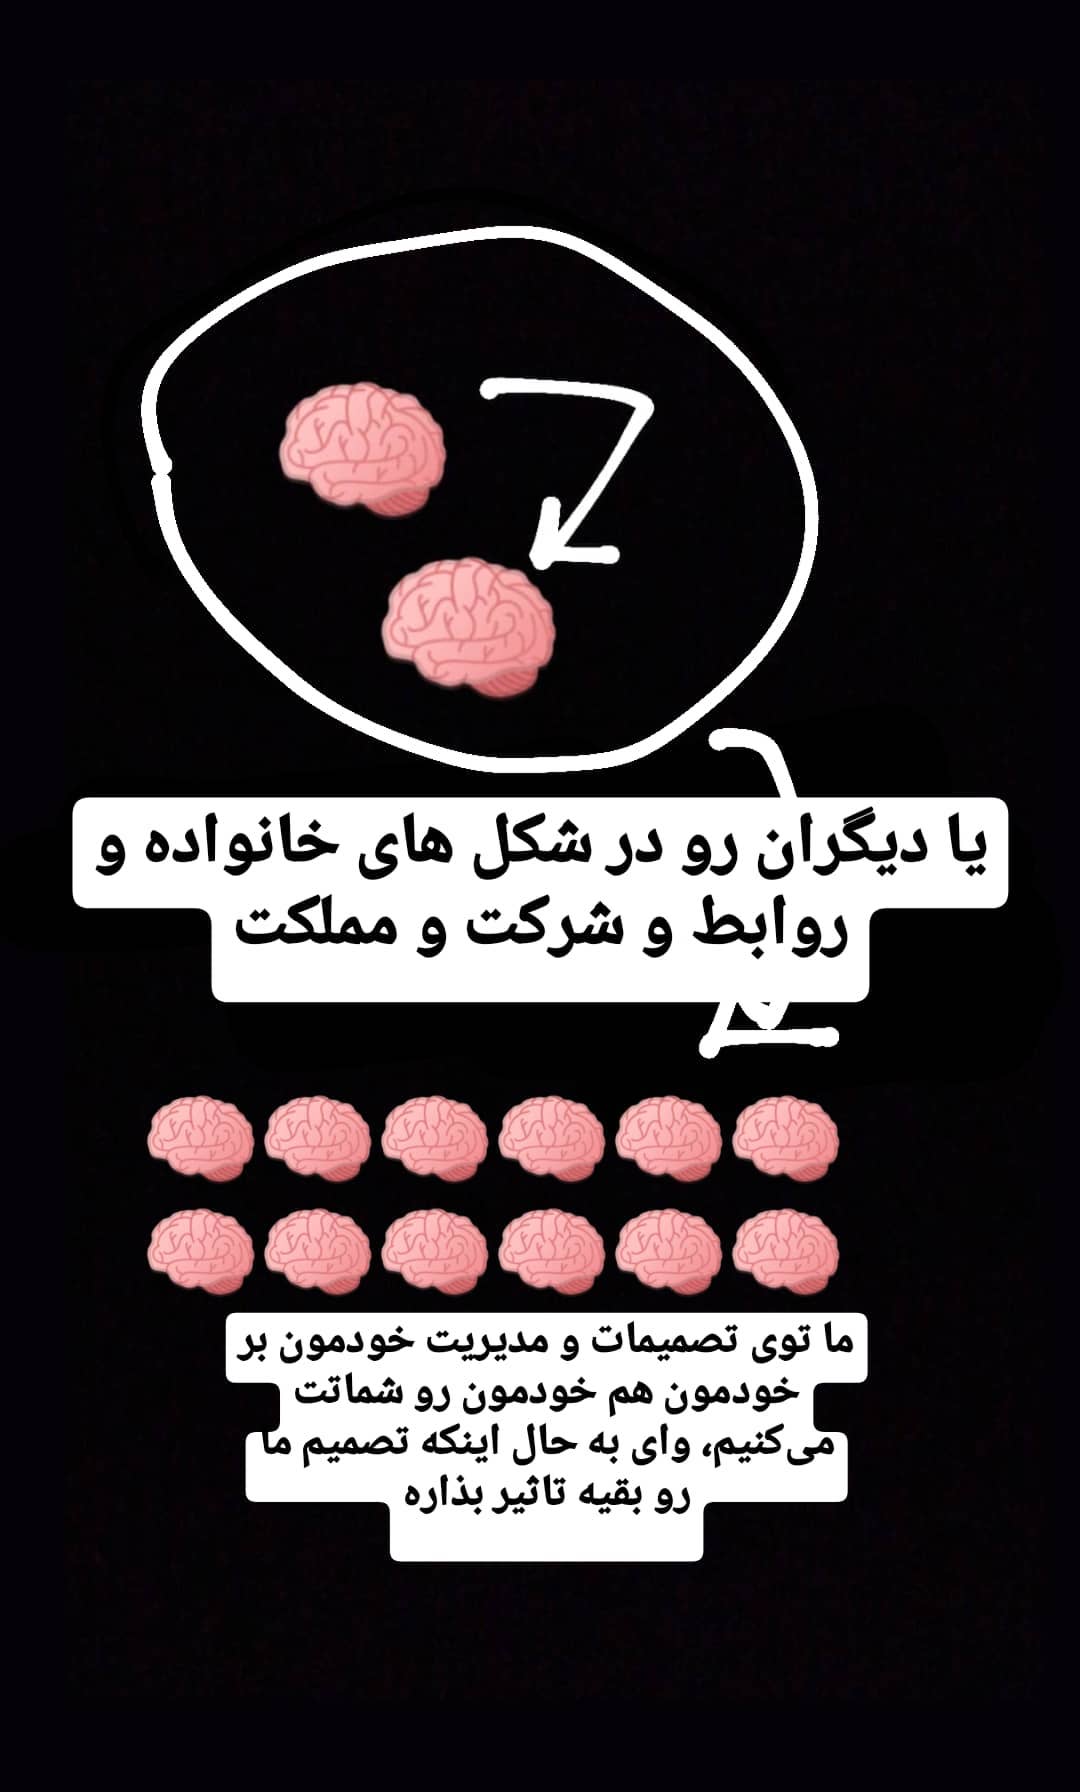 یا دیگران رو در شکل های خانواده و
روابط و شرکت و مملکت
ما توی تصمیمات و مدیریت خودمون بر
خودمون هم خودمون رو شماتت
می‌کنیم، وای به حال اینکه تصمیم ما
رو بقیه تاثیر بذاره